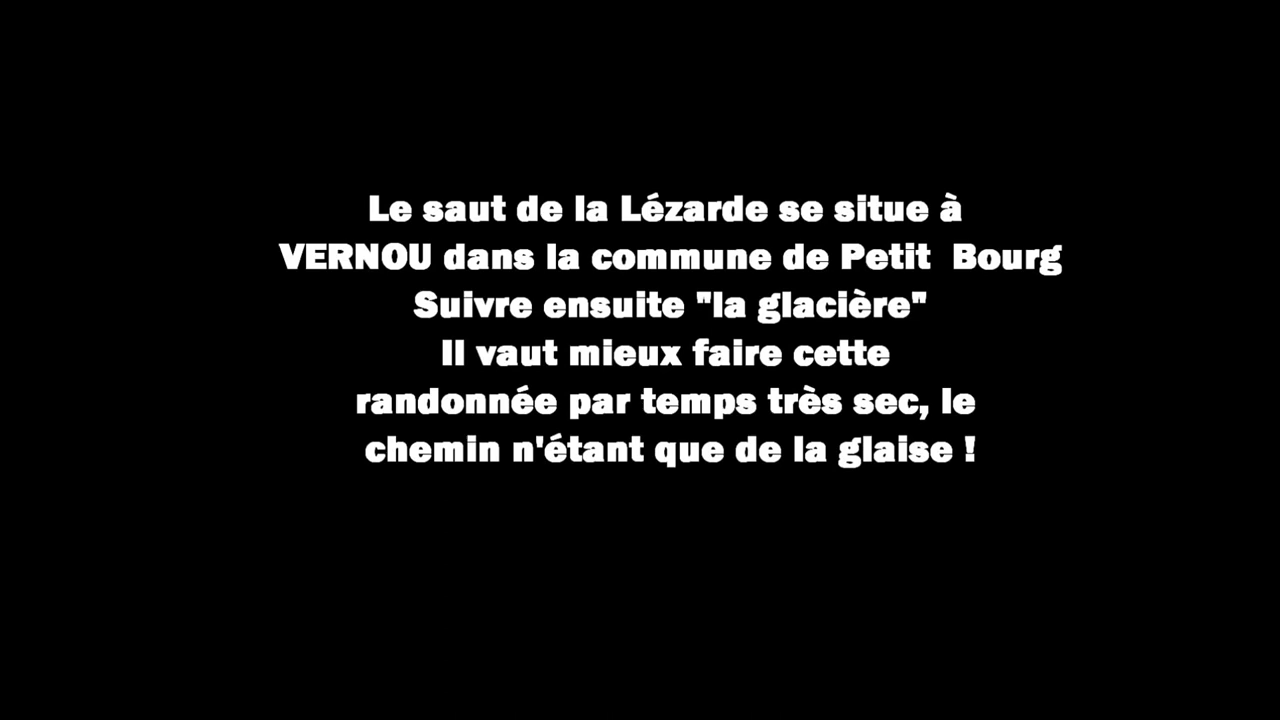 Le saut de la Lézarde se situe à
VERNOU dans la commune de Petit  Bourg
Suivre ensuite "la glacière"
Il vaut mieux faire cette
randonnée par temps très sec, le
chemin n'étant que de la glaise !